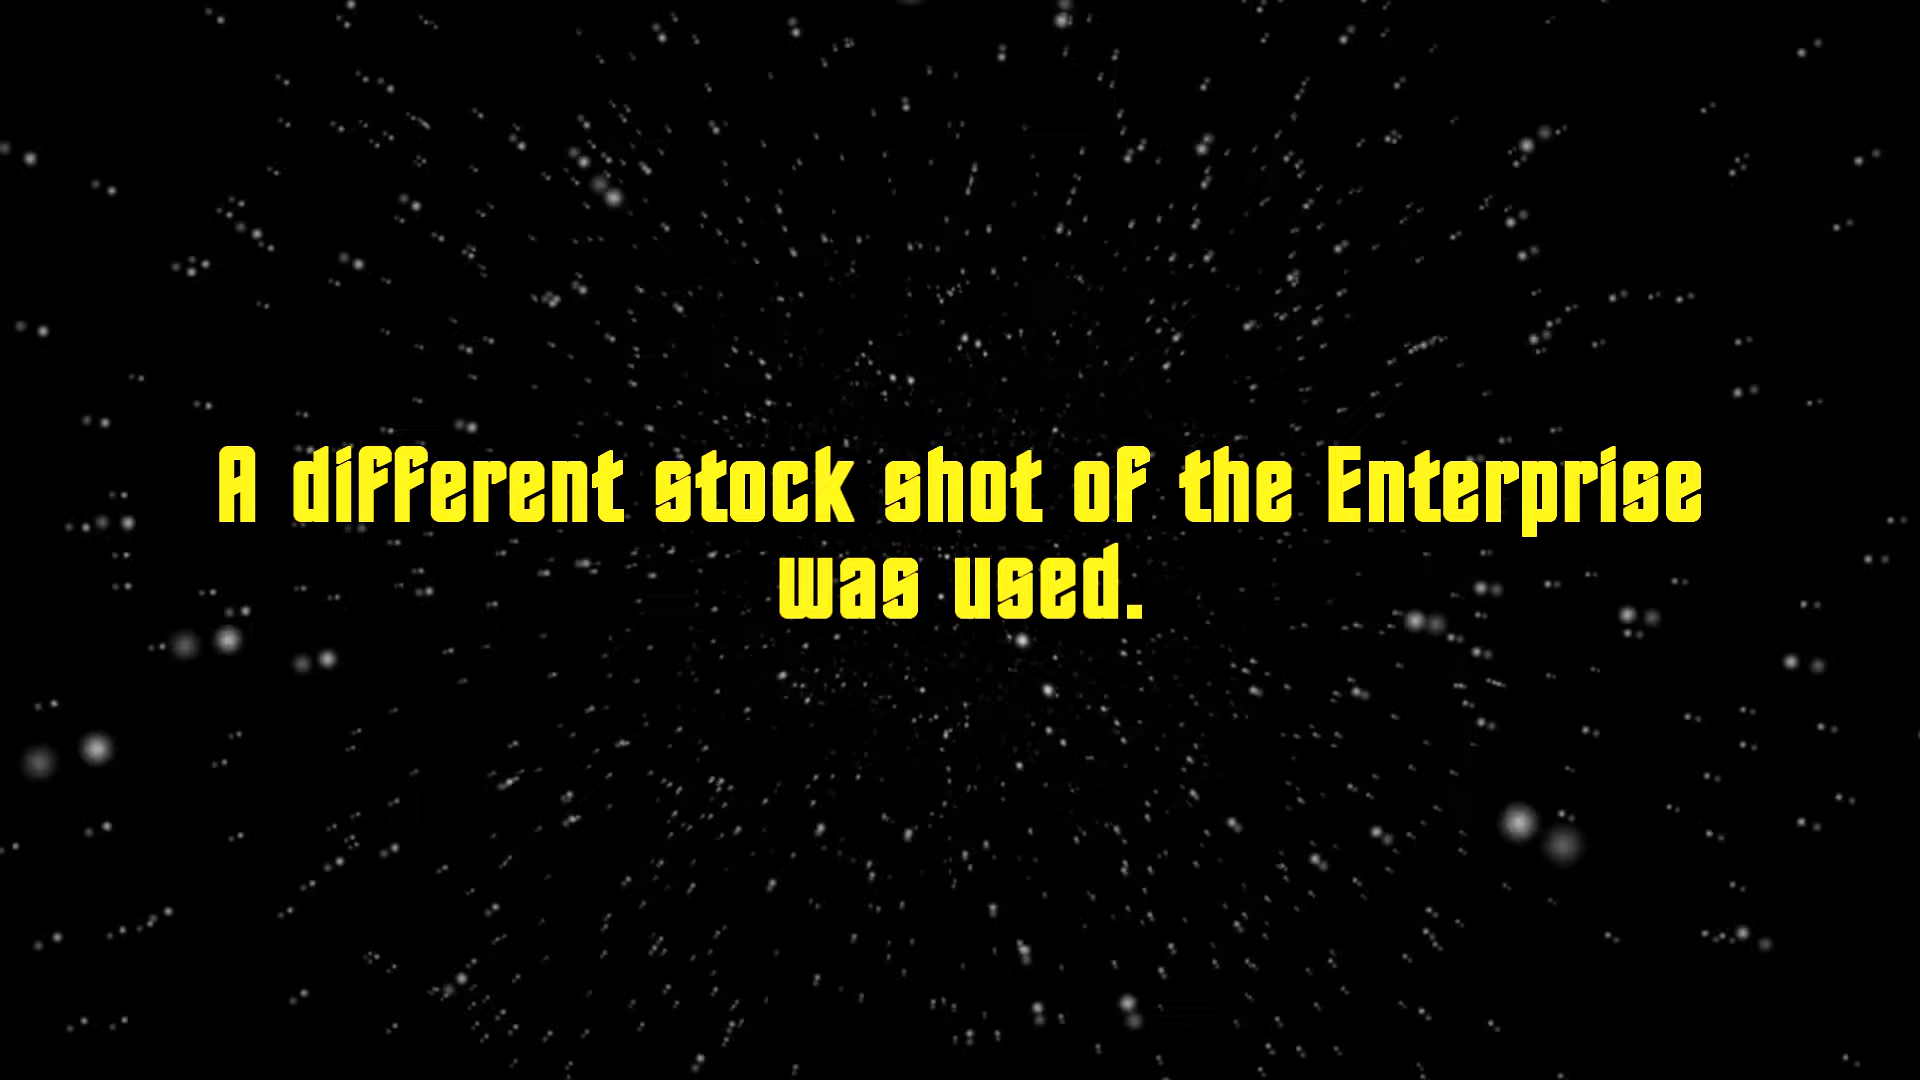 A different stock shot of the Enterprise
was used.